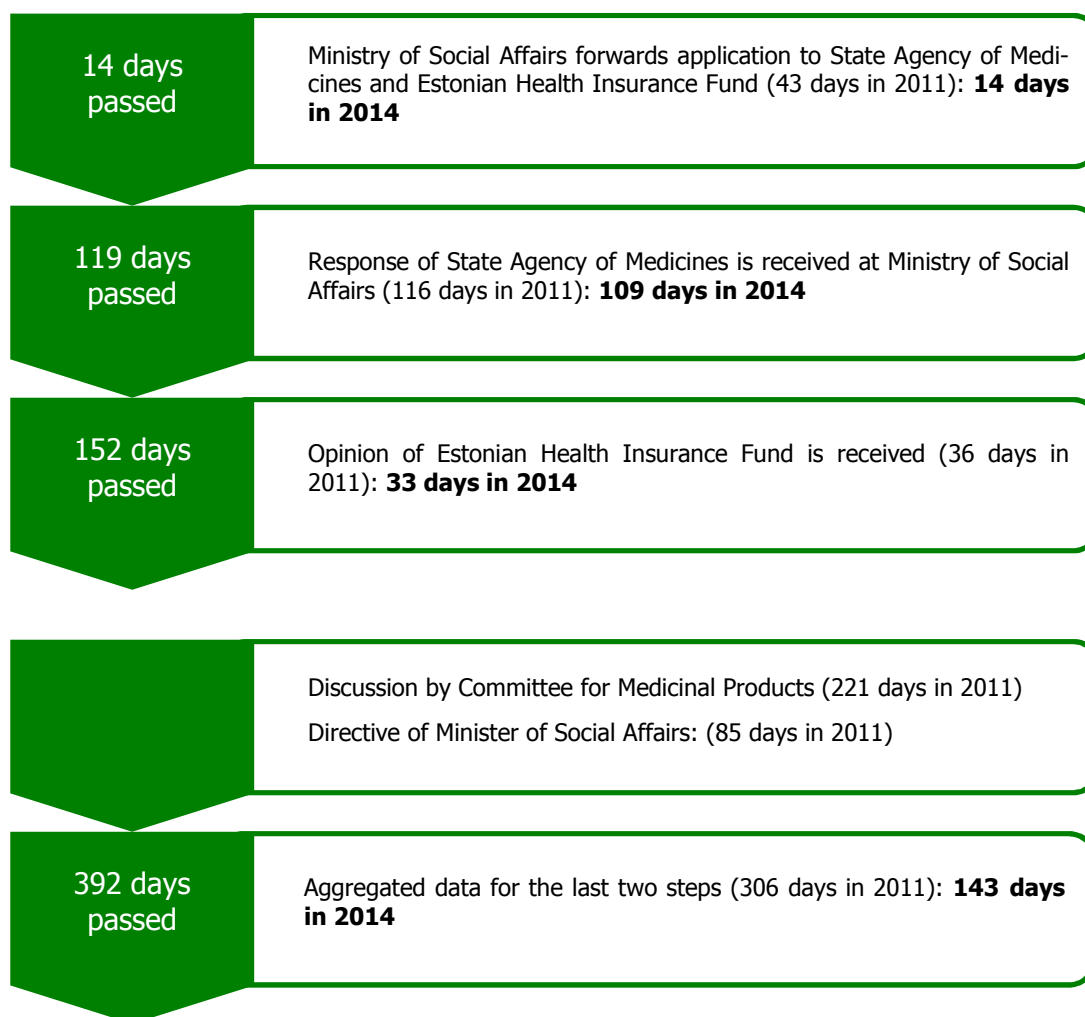 14 days
passed
Ministry of Social Affairs forwards application to State Agency of Medi-
cines and Estonian Health Insurance Fund (43 days in 2011): 14 days
in 2014
119 days
passed
Response of State Agency of Medicines is received at Ministry of Social
Affairs (116 days in 2011): 109 days in 2014
152 days
passed
Opinion of Estonian Health Insurance Fund is received (36 days in
2011): 33 days in 2014
Discussion by Committee for Medicinal Products (221 days in 2011)
Directive of Minister of Social Affairs: (85 days in 2011)
392 days
passed
Aggregated data for the last two steps (306 days in 2011): 143 days
in 2014